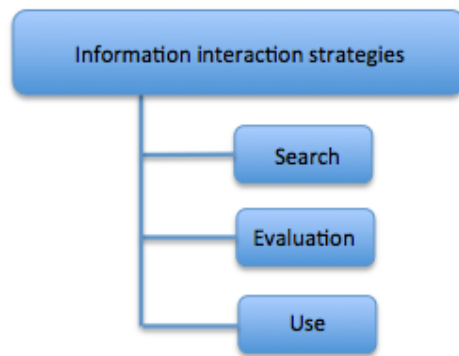 Information interaction strategies
Search
Evaluation
Use